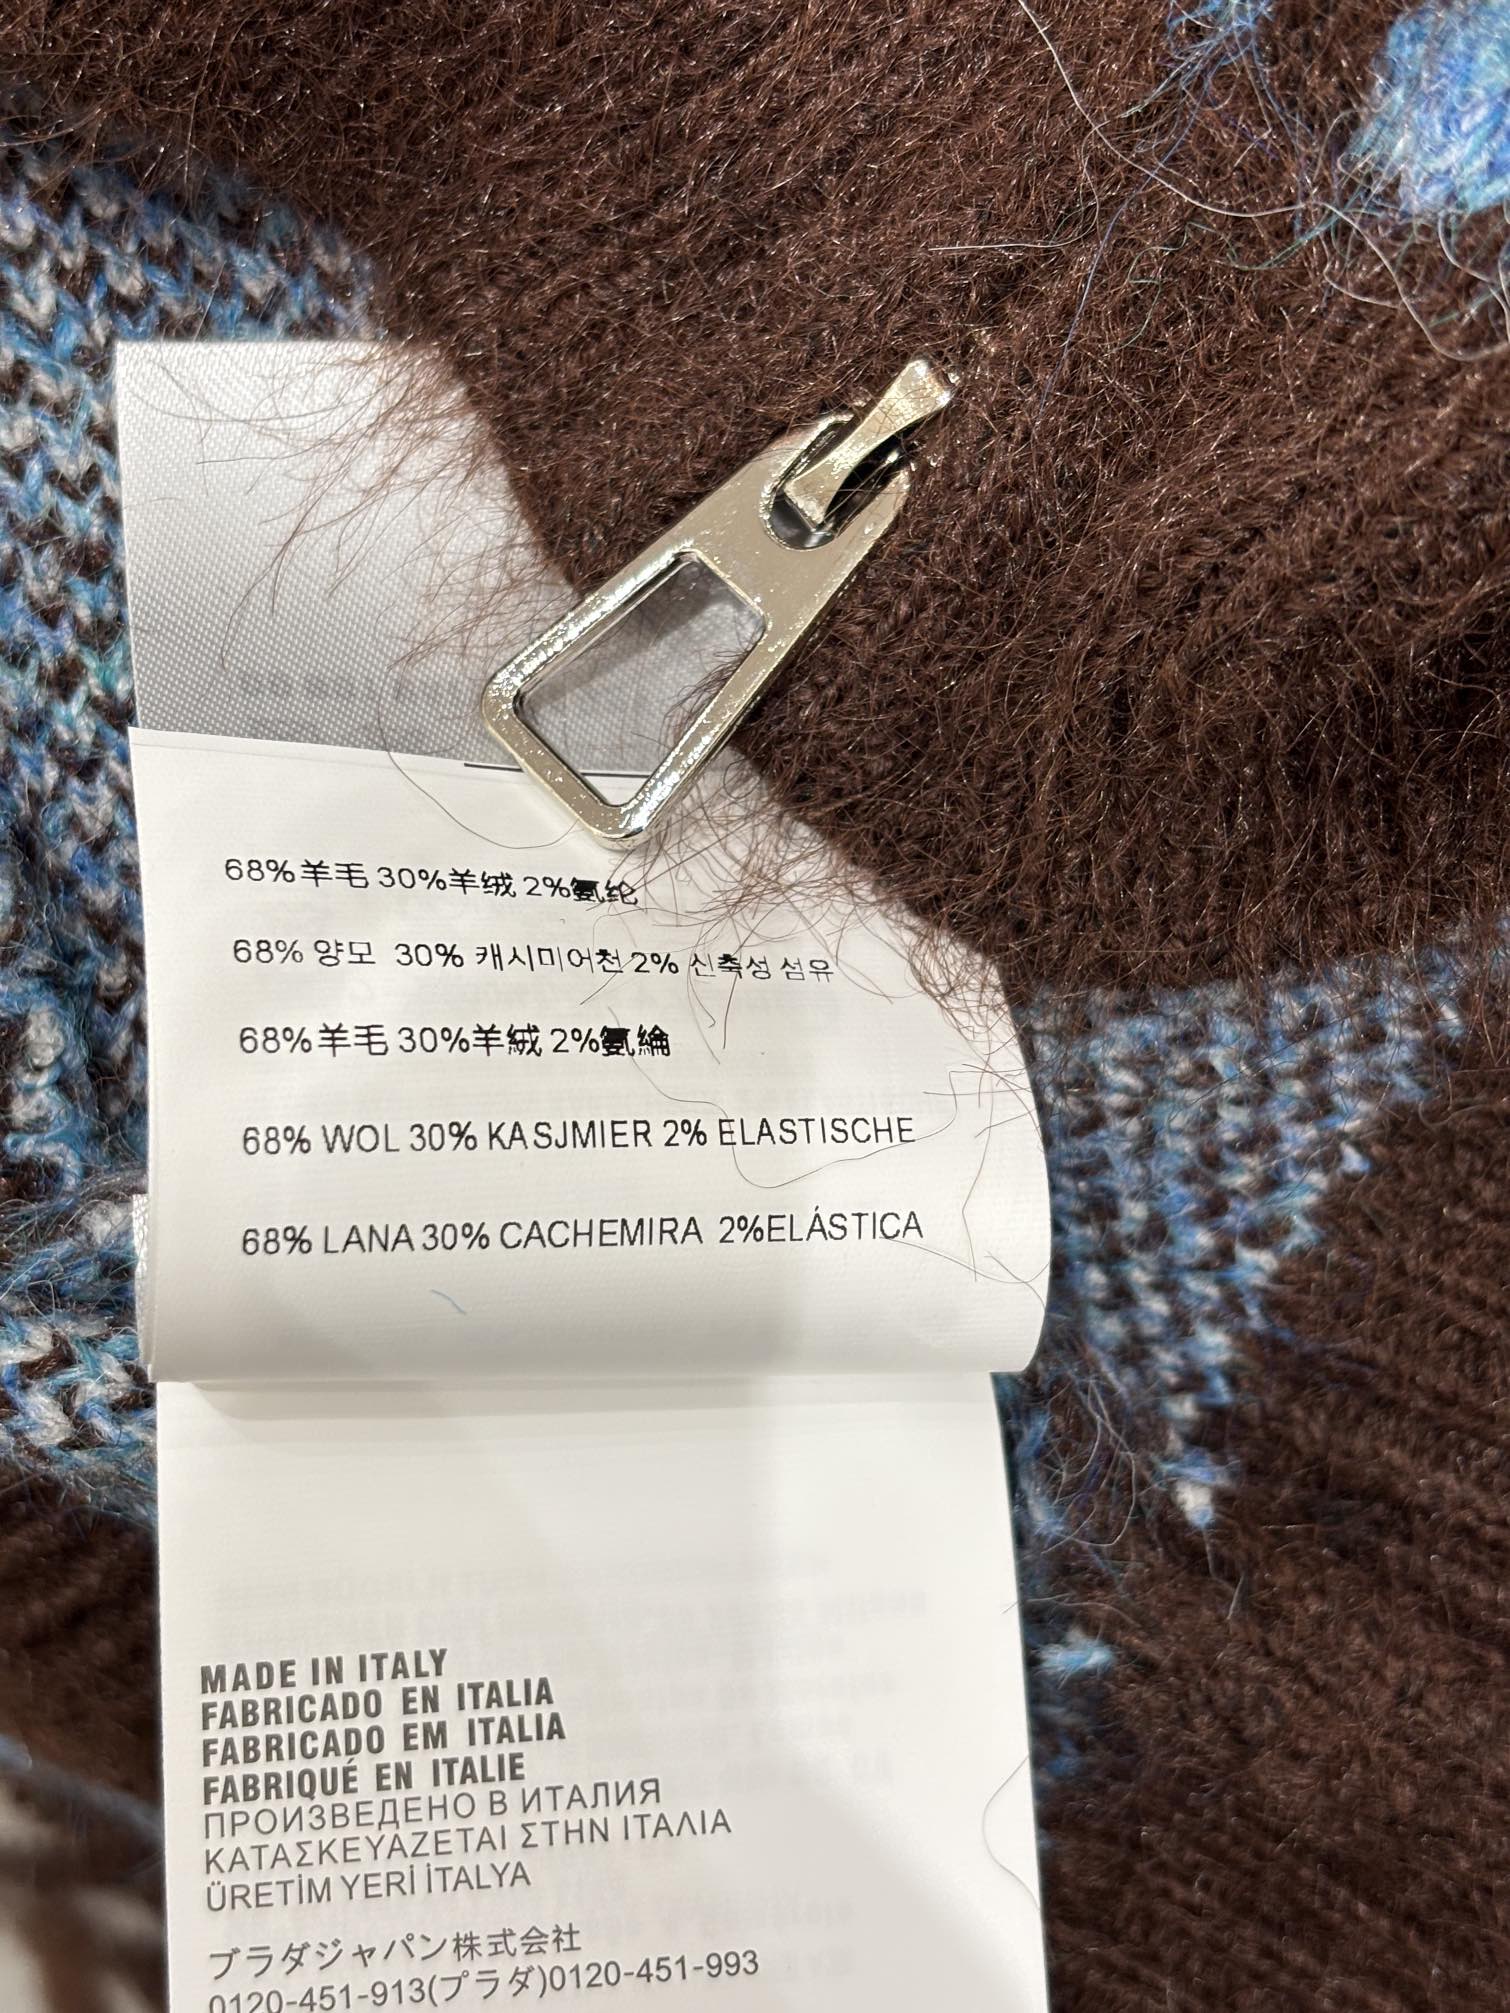 68%羊毛 30%羊绒 2%氨纶
68% 양모 30% 캐시미어천 2% 신축성 섬유
68%羊毛 30%羊絨 2%氨綸
68% WOL 30% KASJMIER 2% ELASTISCHE
68% LANA 30% CACHEMIRA 2%ELÁSTICA
MADE IN ITALY
FABRICADO EN ITALIA
FABRICADO EM ITALIA
FABRIQUÉ EN ITALIE
ПРОИЗВЕДЕНО В ИТАЛИЯ
ΚΑΤΑΣΚΕΥΑΖΕΤΑΙ ΣΤΗΝ ΙΤΑΛΙΑ
ÜRETİM YERİ İTALYA
プラダジャパン株式会社
0120-451-913(プラダ)0120-451-993